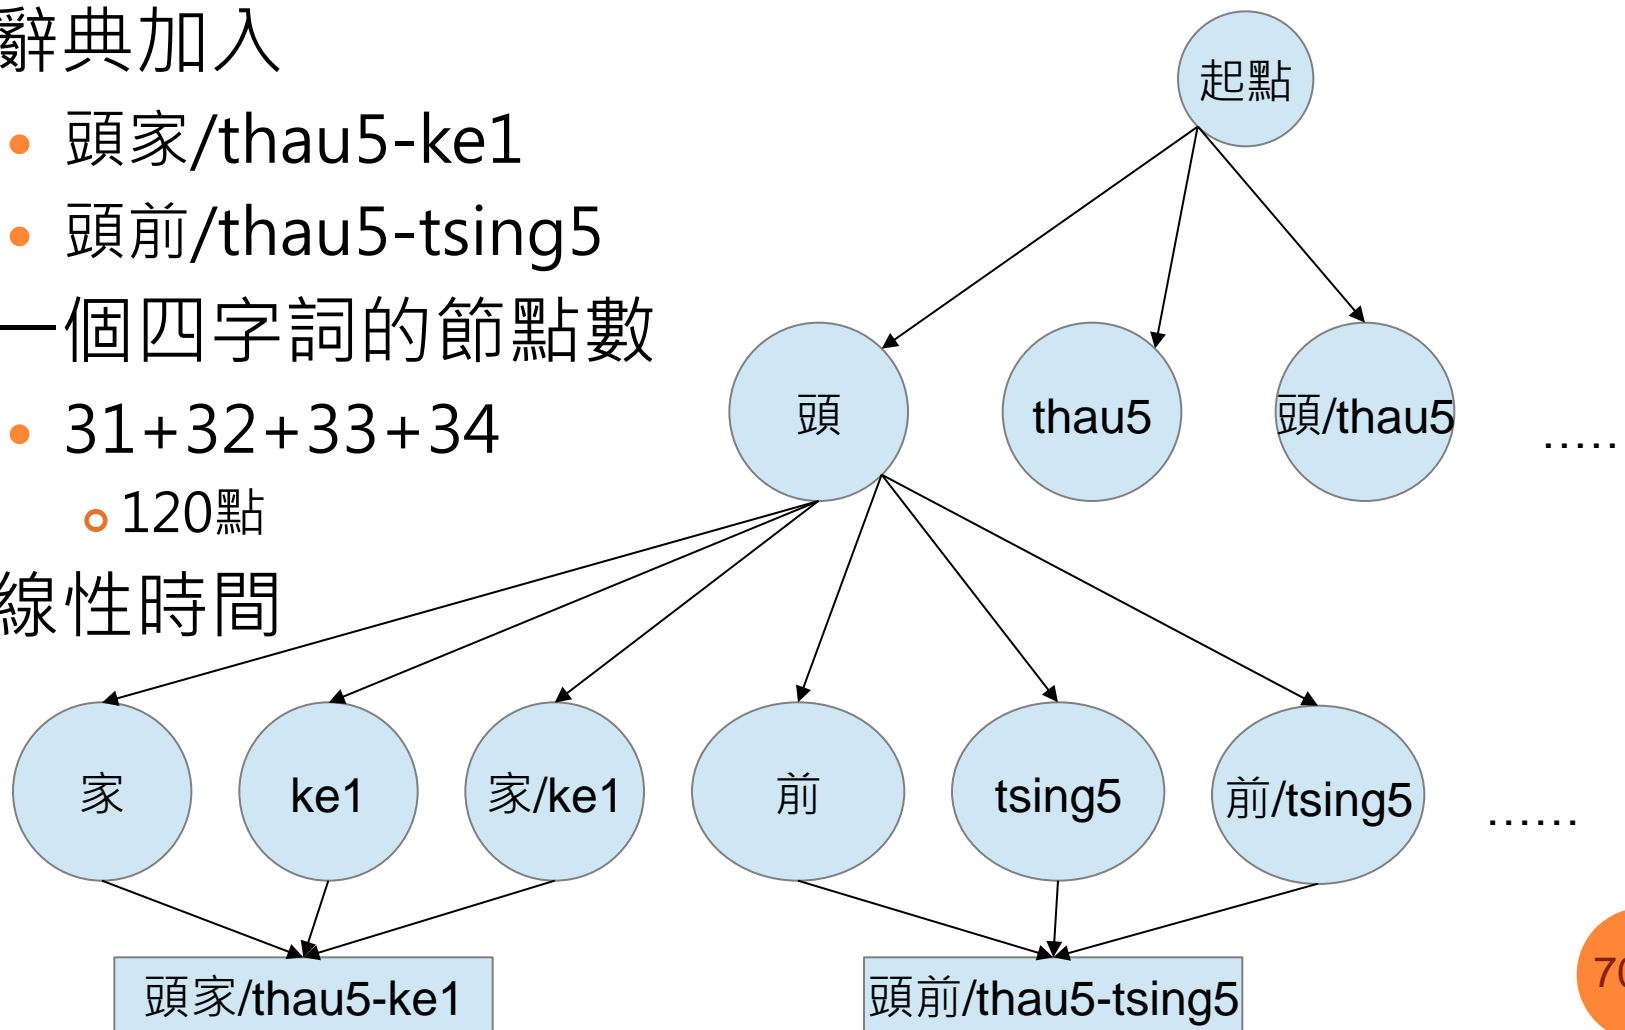 辭典加入
頭家/thau5-ke1
頭前/thau5-tsing5
一個四字詞的節點數
31+32+33+34
120點
線性時間
起點
頭
thau5
頭/thau5
.....
家
ke1
家/ke1
前
tsing5
前/tsing5
......
頭家/thau5-ke1
頭前/thau5-tsing5